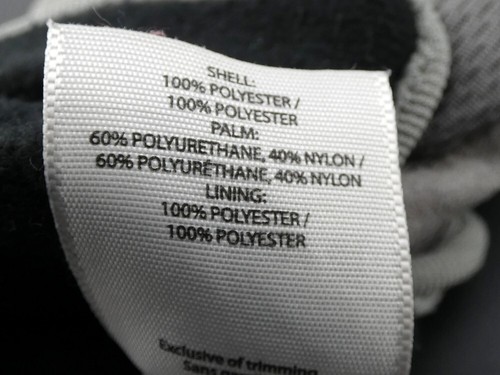 SHELL:
100% POLYESTER /
100% POLYESTER
PALM:
60% POLYURETHANE, 40% NYLON /
60% POLYURÉTHANE, 40% NYLON
LINING:
100% POLYESTER /
100% POLYESTER
Exclusive of trimming
Sans